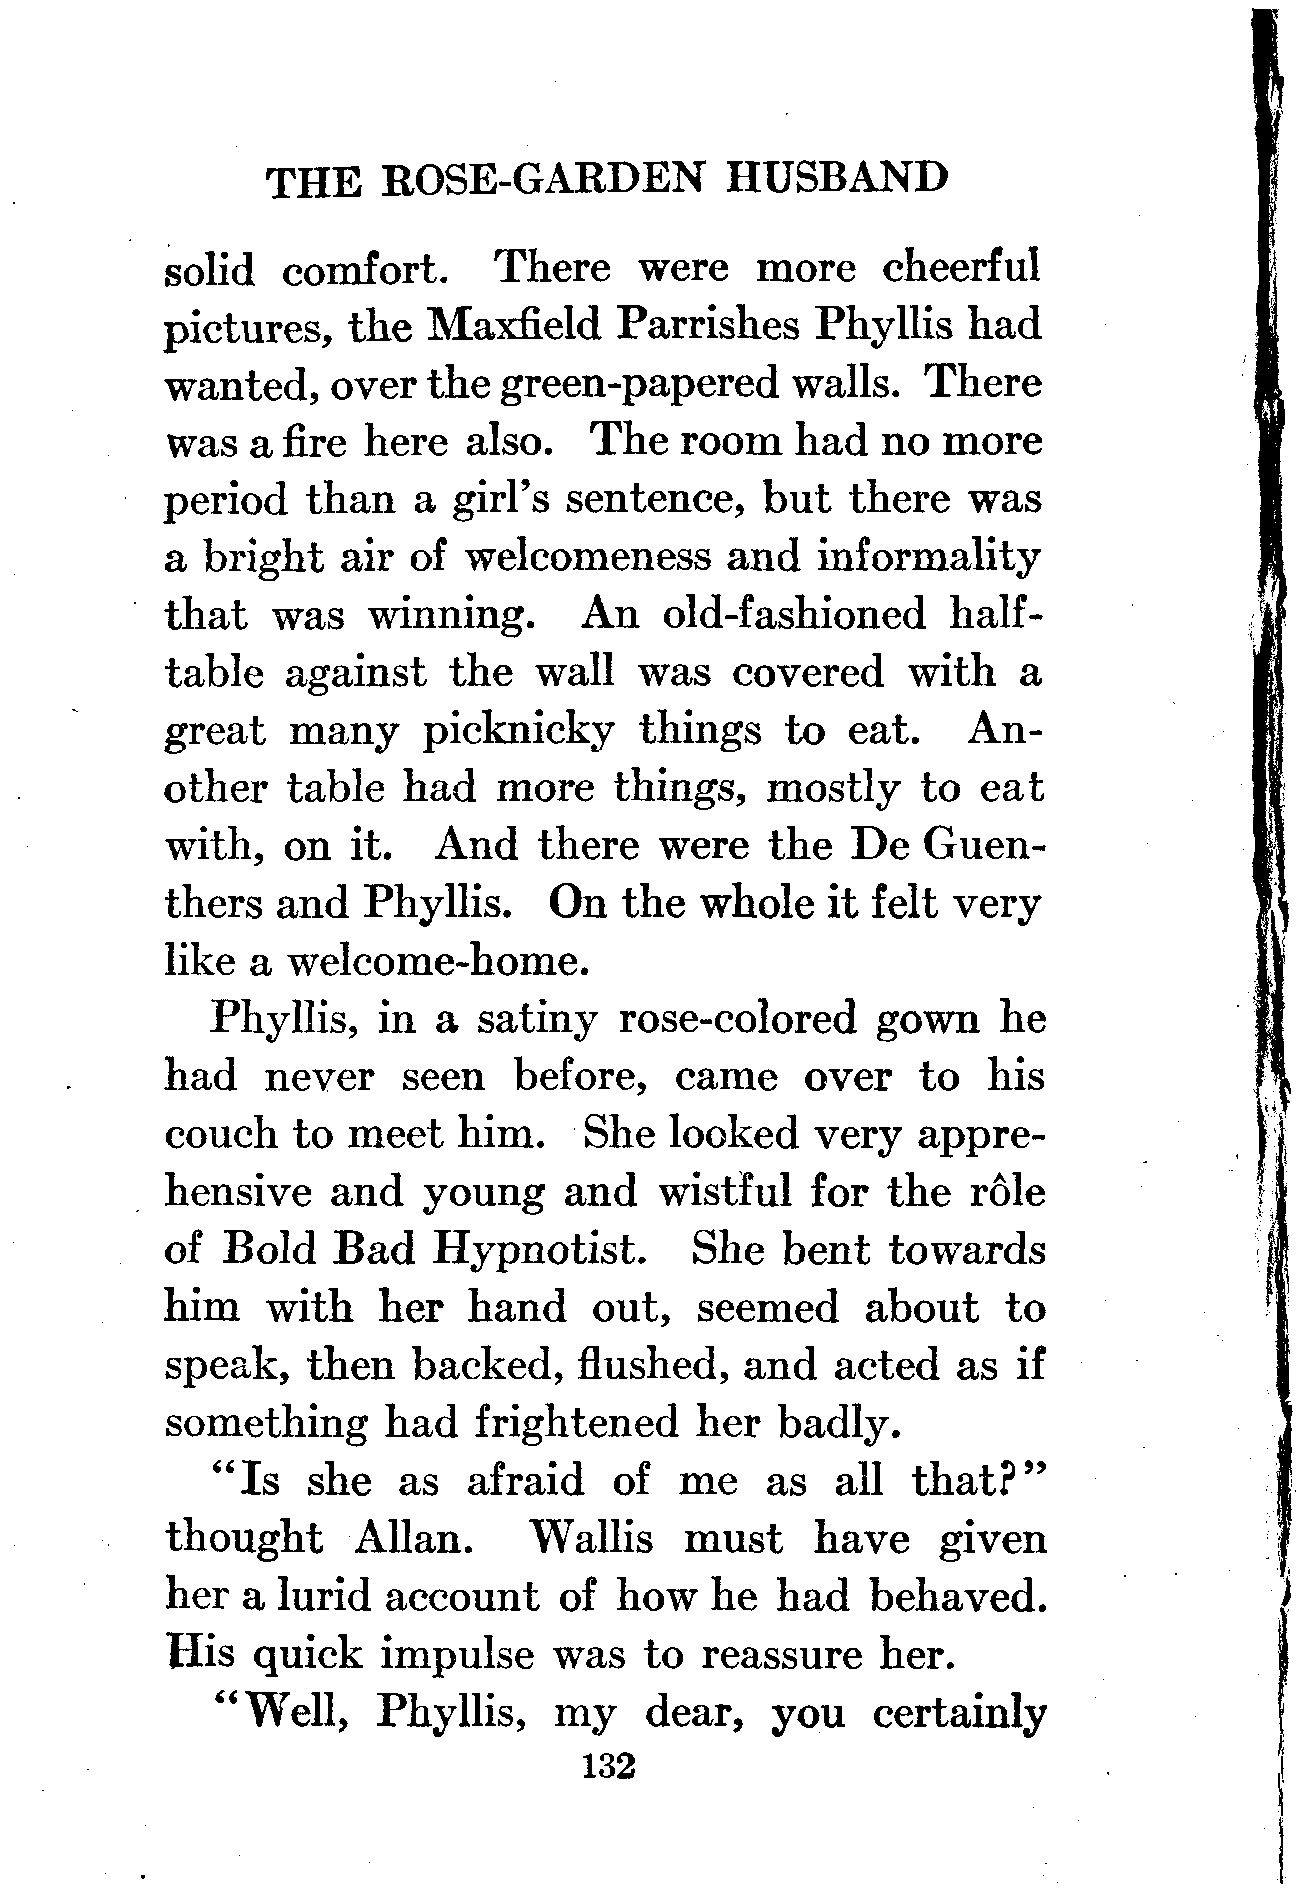 THE ROSE-GARDEN HUSBAND
solid comfort. There were more cheerful
pictures, the Maxfield Parrishes Phyllis had
wanted, over the green-papered walls. There
was a fire here also. The room had no more
period than a girl's sentence, but there was
a bright air of welcomeness and informality
that was winning. An old-fashioned half-
table against the wall was covered with a
great many picknicky things to eat. An-
other table had more things, mostly to eat
with, on it. And there were the De Guen-
thers and Phyllis. On the whole it felt very
like a welcome-home.
Phyllis, in a satiny rose-colored gown he
had never seen before, came over to his
couch to meet him. She looked very appre-
hensive and young and wistful for the rôle
of Bold Bad Hypnotist. She bent towards
him with her hand out, seemed about to
speak, then backed, flushed, and acted as if
something had frightened her badly.
"Is she as afraid of me as all that?"
thought Allan. Wallis must have given
her a lurid account of how he had behaved.
His quick impulse was to reassure her.
"Well, Phyllis, my dear, you certainly
132